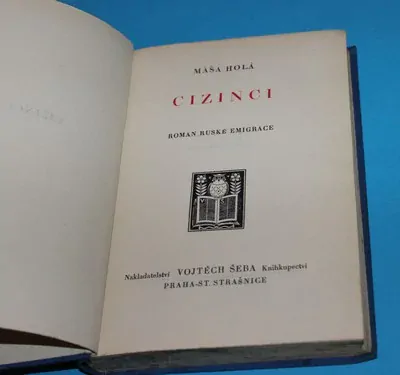 MÁŠA HOLÁ
CIZINCI
ROMAN RUSKÉ EMIGRACE
Nakladatelství VOJTĚCH ŠEBA Knihkupectví
PRAHA-ST. STRAŠNICE